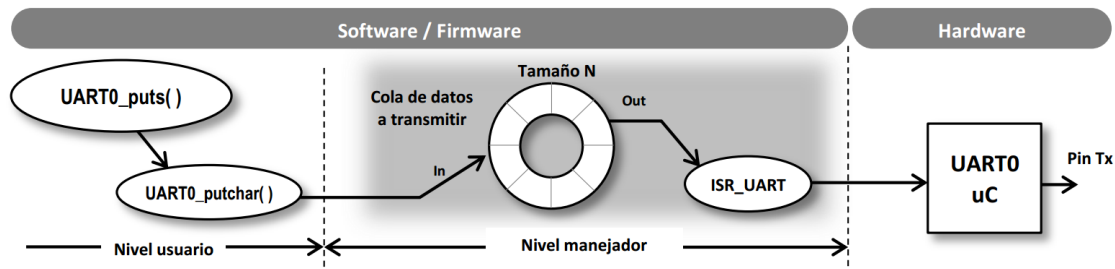 Software / Firmware
Hardware
UART0_puts( )
UART0_putchar( )
Cola de datos
a transmitir
In
Tamaño N
Out
ISR_UART
UART0
uC
Pin Tx
Nivel usuario
Nivel manejador